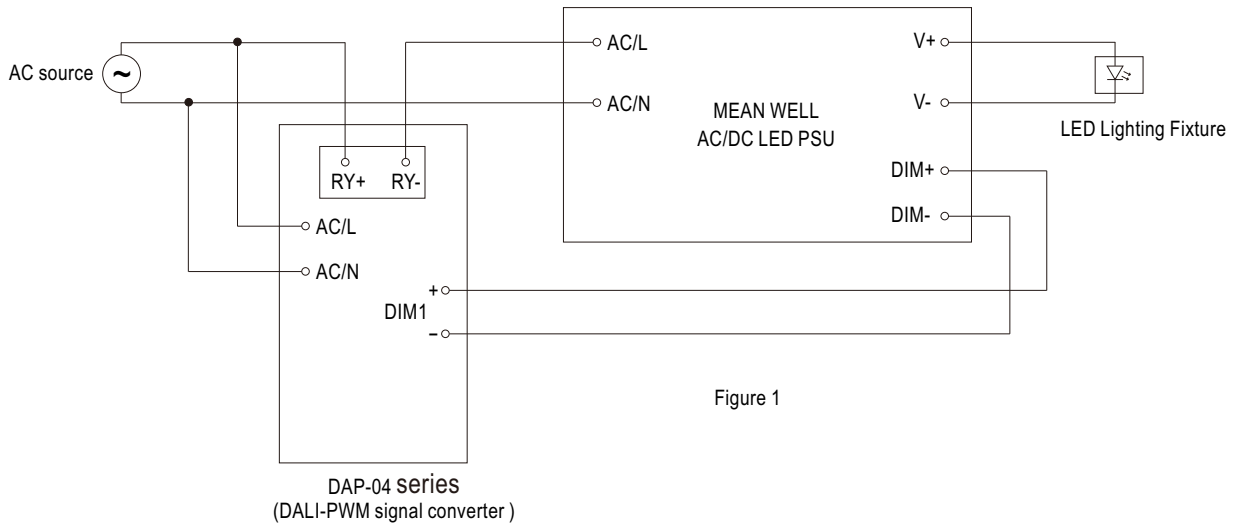 AC source
~
AC/L
AC/N
MEAN WELL
AC/DC LED PSU
V+
V-
DIM+
DIM-
LED Lighting Fixture
RY+ RY-
AC/L
AC/N
+
DIM1
–
Figure 1
DAP-04 series
(DALI-PWM signal converter )